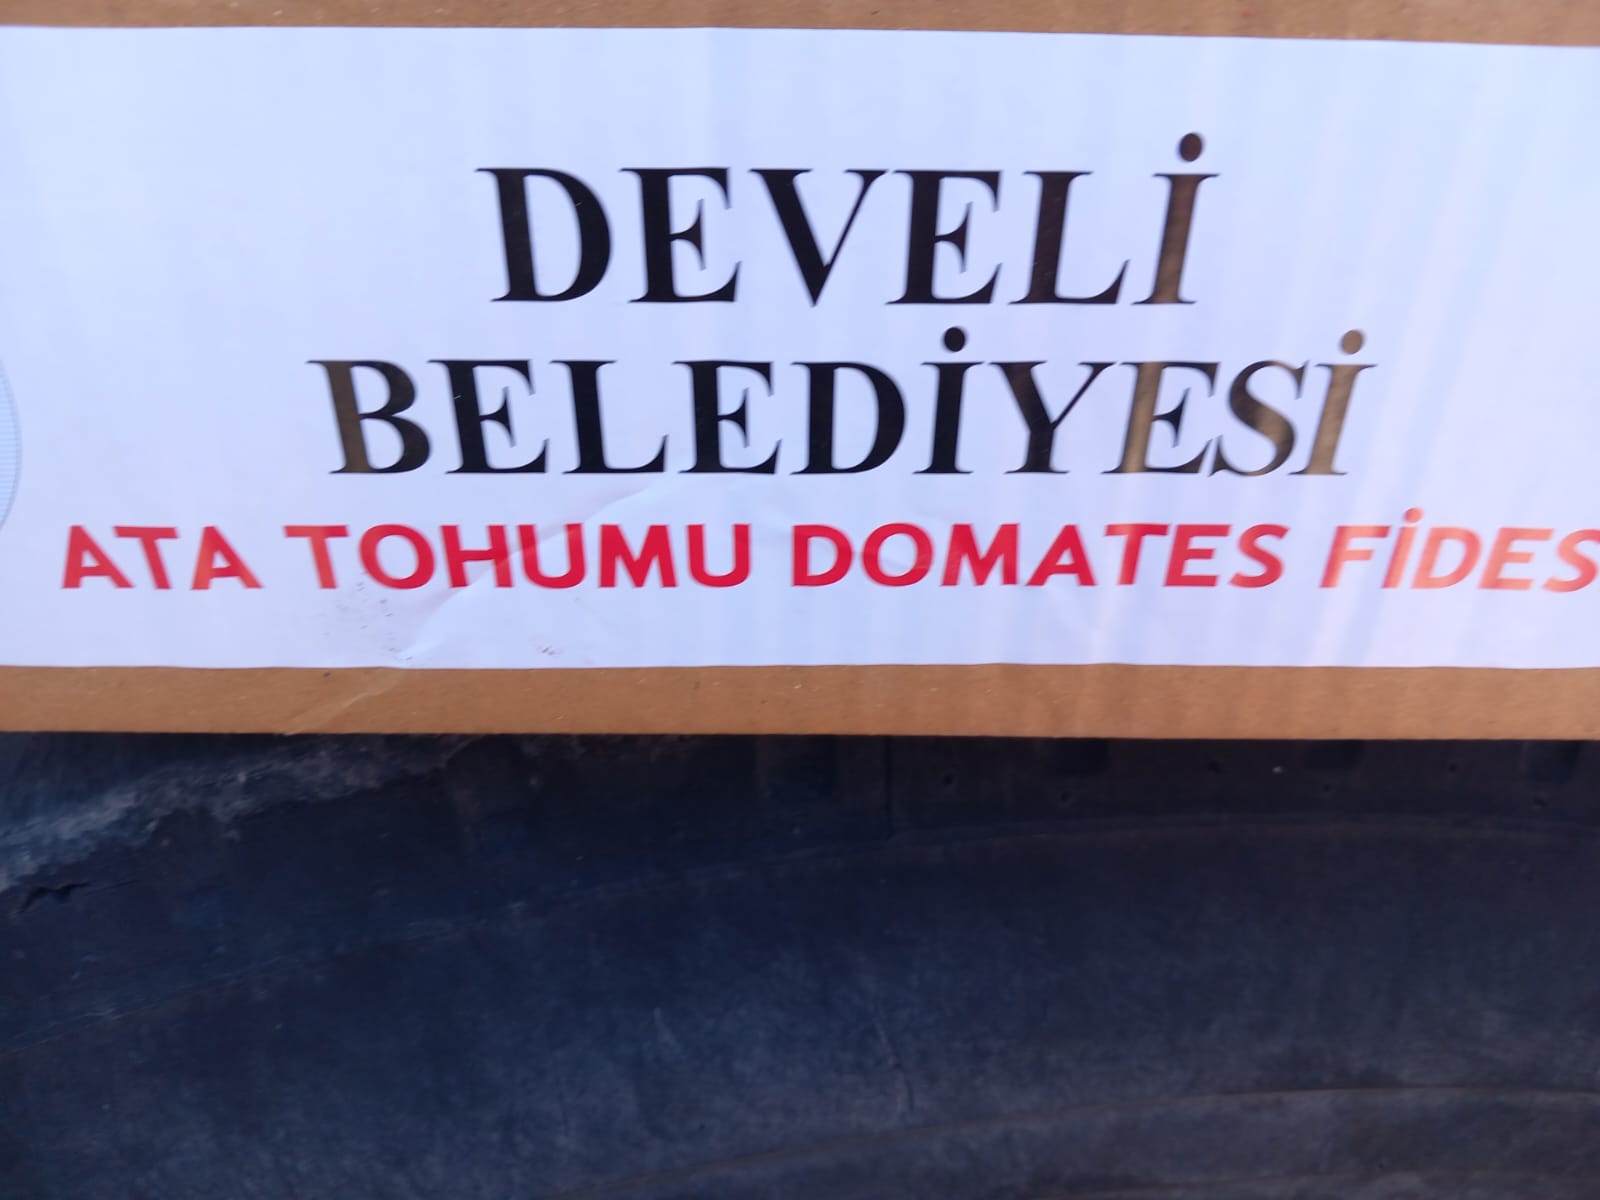 DEVELİ
BELEDİYESİ
ATA TOHUMU DOMATES FİDES